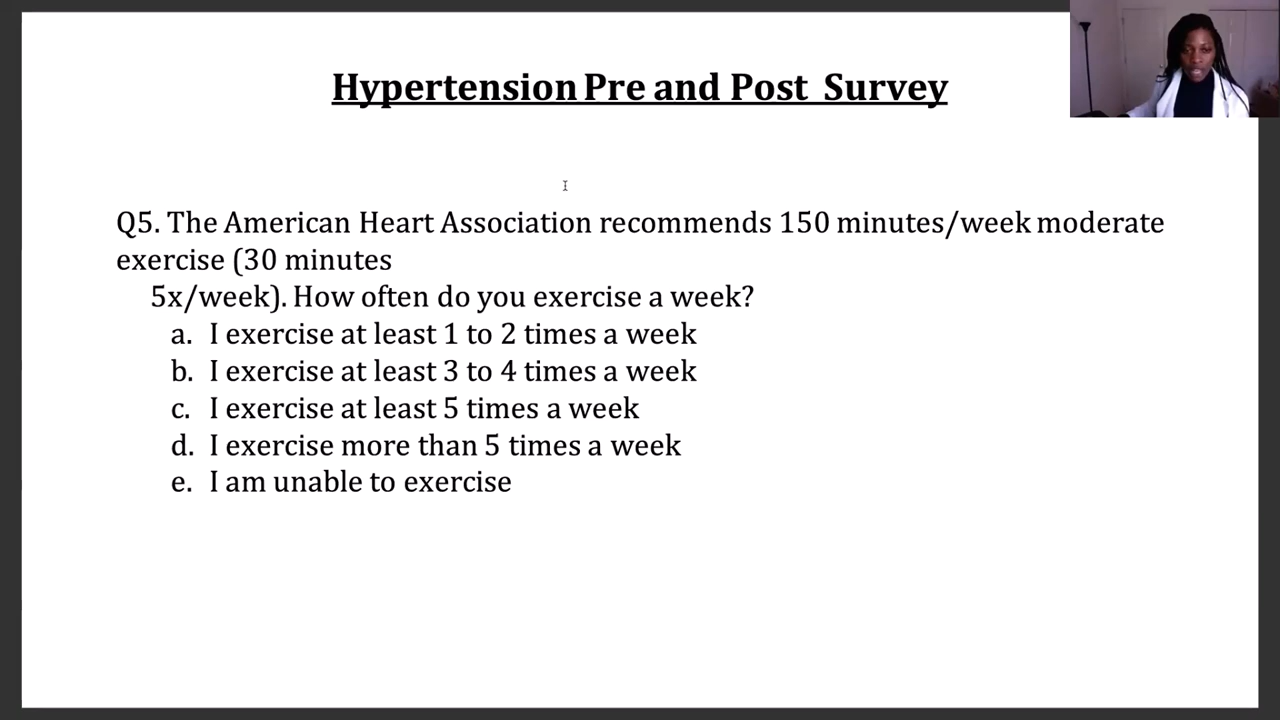 Hypertension Pre and Post Survey
Q5. The American Heart Association recommends 150 minutes/week moderate
exercise (30 minutes
5x/week). How often do you exercise a week?
a. I exercise at least 1 to 2 times a week
b. I exercise at least 3 to 4 times a week
c. I exercise at least 5 times a week
d. I exercise more than 5 times a week
e. I am unable to exercise